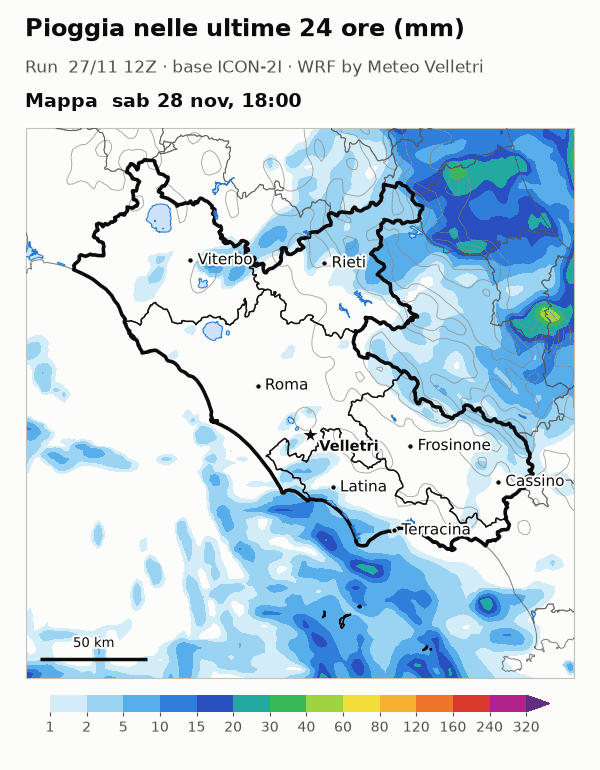 Pioggia nelle ultime 24 ore (mm)
Run 27/11 12Z · base ICON-2I · WRF by Meteo Velletri
Mappa sab 28 nov, 18:00
Viterbo
Rieti
Roma
Velletri
Frosinone
Cassino
Latina
Terracina
50 km
1 2 5 10 15 20 30 40 60 80 120 160 240 320